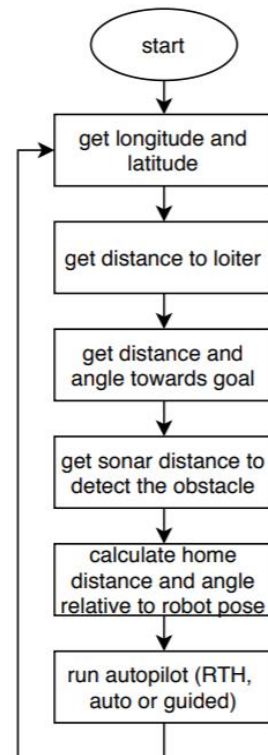 start
get longitude and
latitude
get distance to loiter
get distance and
angle towards goal
get sonar distance to
detect the obstacle
calculate home
distance and angle
relative to robot pose
run autopilot (RTH,
auto or guided)